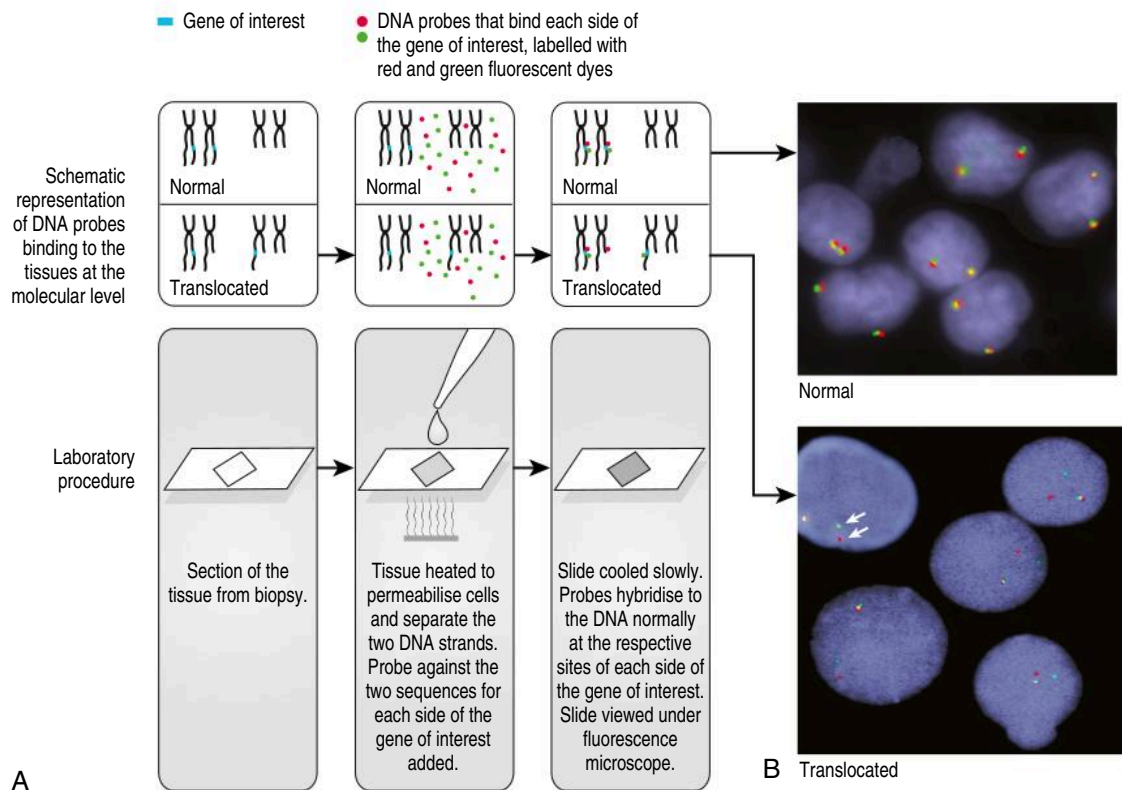 Gene of interest
DNA probes that bind each side of
the gene of interest, labelled with
red and green fluorescent dyes
Schematic
representation
of DNA probes
binding to the
tissues at the
molecular level
Normal
Normal
Normal
Translocated
Translocated
Normal
Laboratory
procedure
Section of the
tissue from biopsy.
Tissue heated to
permeabilise cells
and separate the
two DNA strands.
Probe against the
two sequences for
each side of the
gene of interest
added.
Slide cooled slowly.
Probes hybridise to
the DNA normally
at the respective
sites of each side of
the gene of interest.
Slide viewed under
fluorescence
microscope.
A
B
Translocated